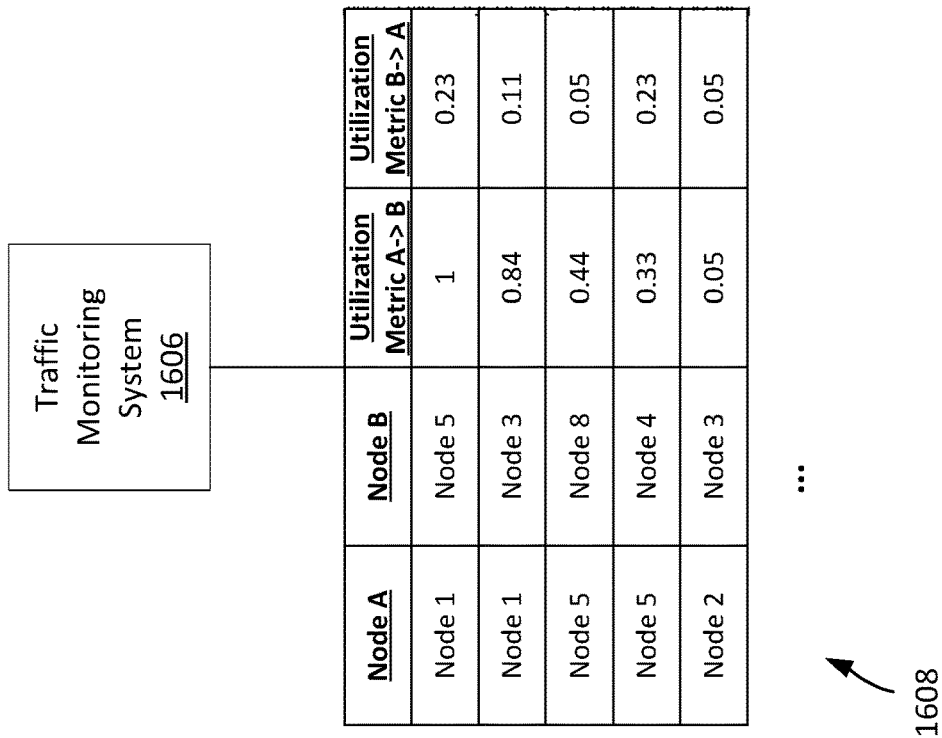 Traffic
Monitoring
System
1606
Node A Node B Utilization Metric A-> B Utilization Metric B-> A
Node 1 Node 5 1 0.23
Node 1 Node 3 0.84 0.11
Node 5 Node 8 0.44 0.05
Node 5 Node 4 0.33 0.23
Node 2 Node 3 0.05 0.05
...
1608